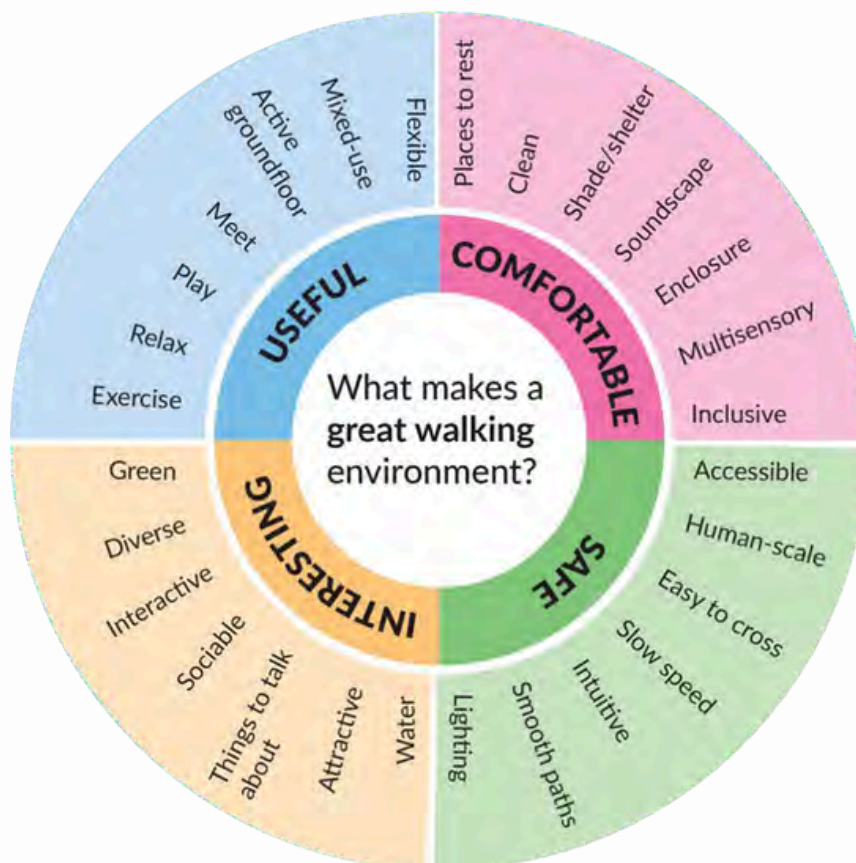 What makes a
great walking
environment?
USEFUL
Flexible
Mixed-use
Active
groundfloor
Meet
Play
Relax
Exercise
COMFORTABLE
Places to rest
Clean
Shade/shelter
Soundscape
Enclosure
Multisensory
Inclusive
SAFE
Accessible
Human-scale
Easy to cross
Slow speed
Intuitive
Smooth paths
Lighting
INTERESTING
Green
Diverse
Interactive
Sociable
Things to talk
about
Attractive
Water